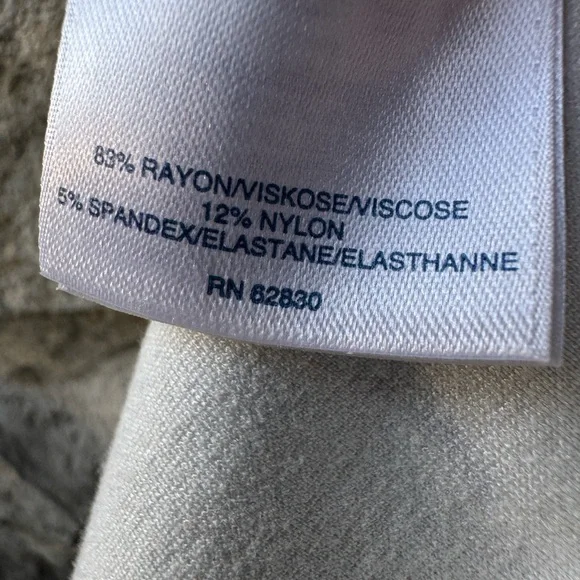 83% RAYON/VISKOSE/VISCOSE
12% NYLON
5% SPANDEX/ELASTANE/ELASTHANNE
RN 62830